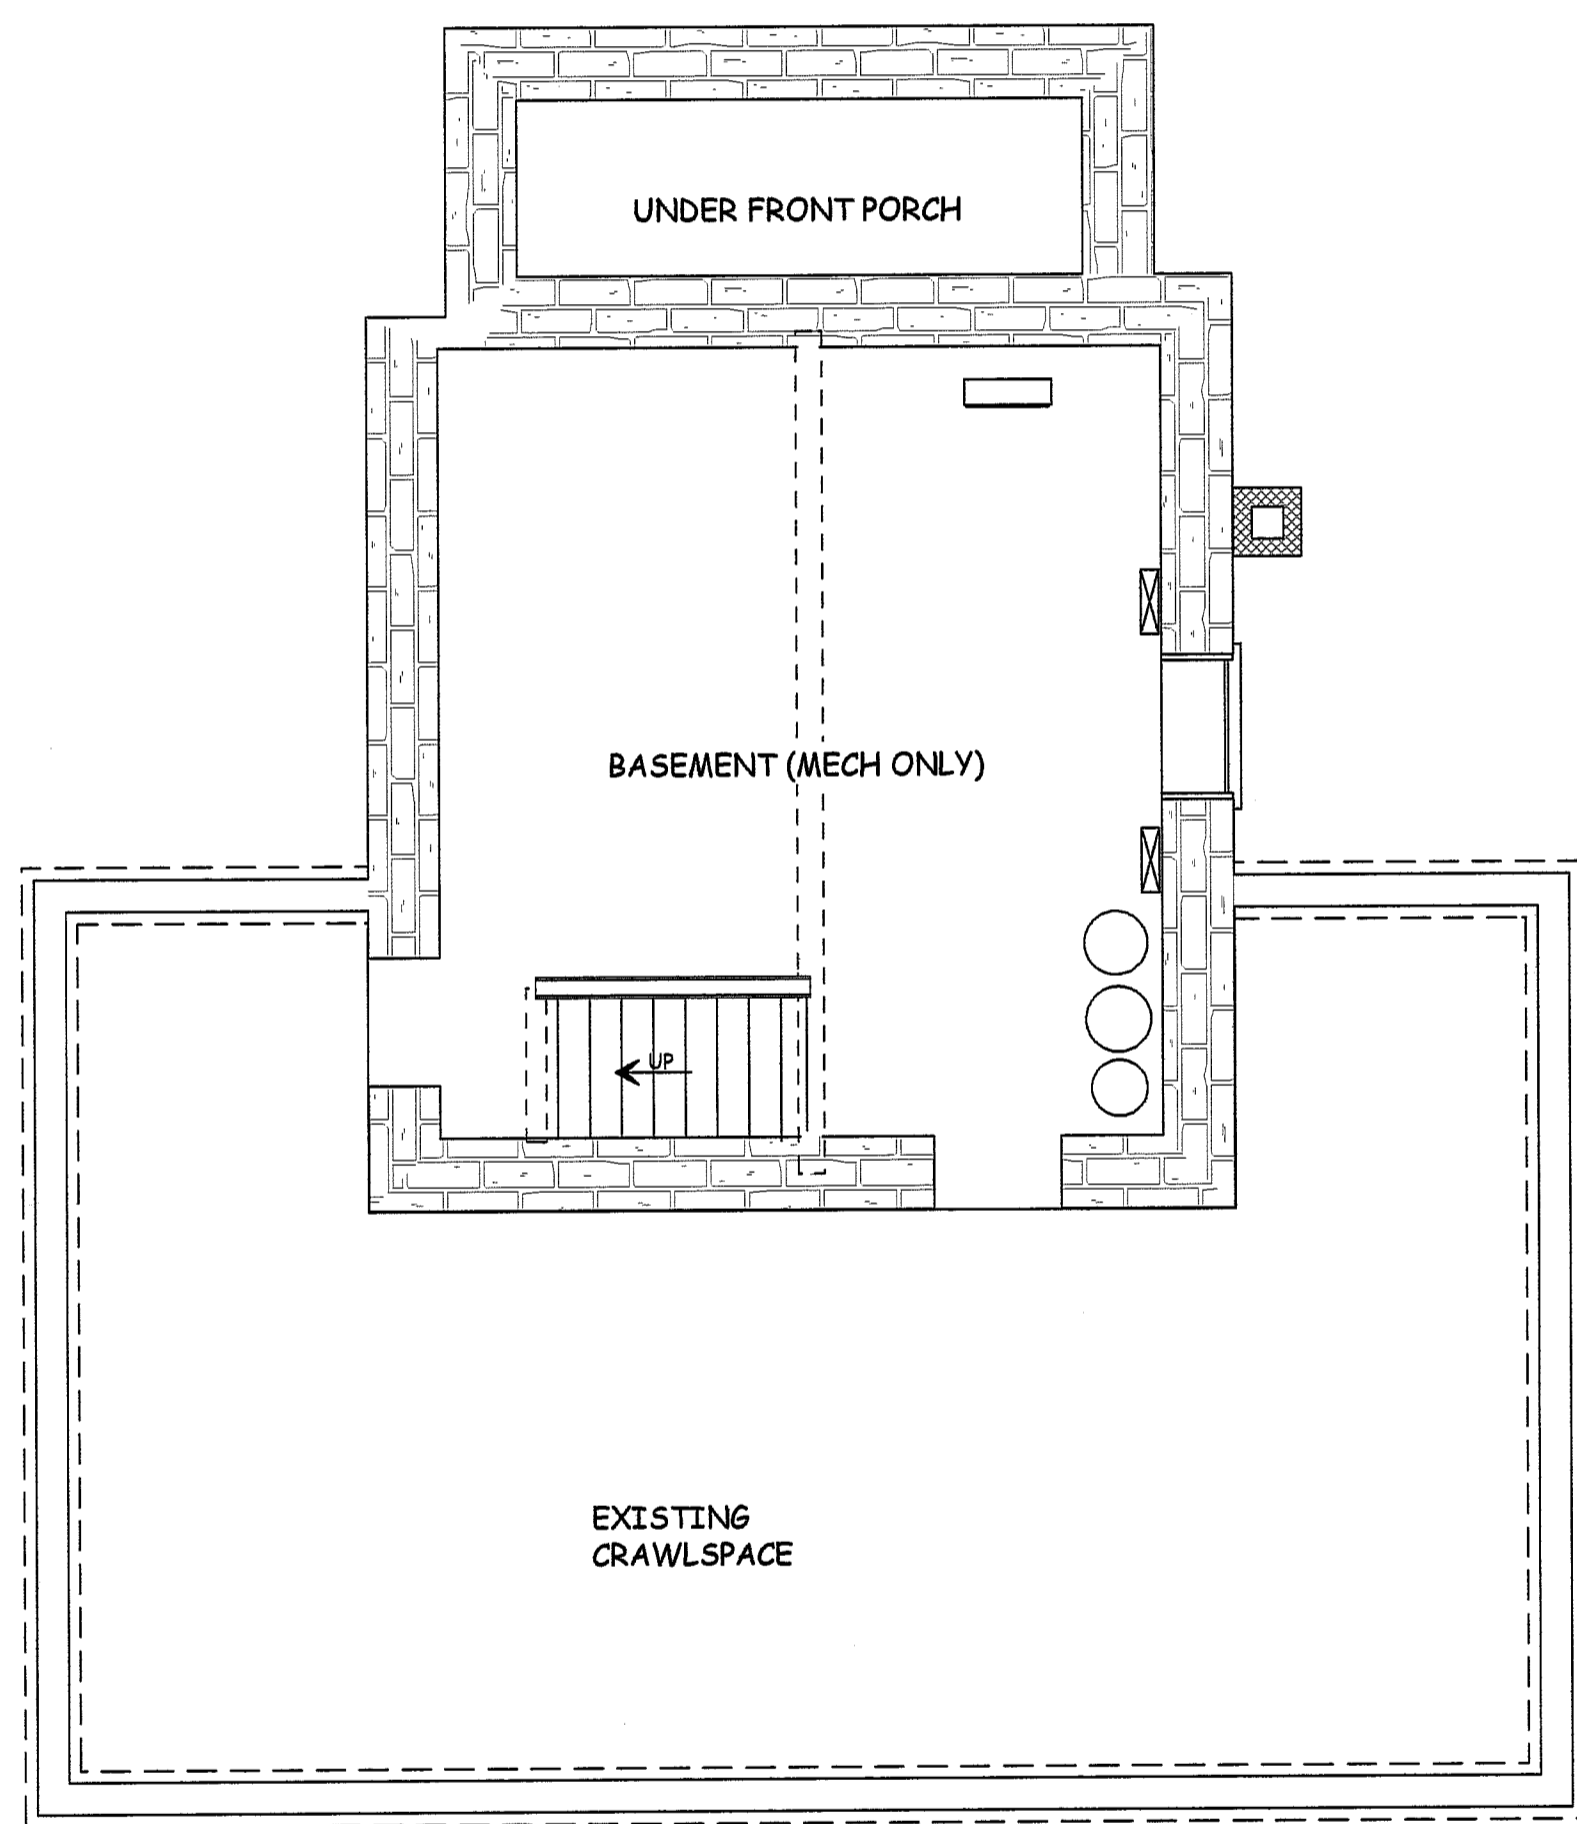 UNDER FRONT PORCH
BASEMENT (MECH ONLY)
UP
EXISTING
CRAWLSPACE